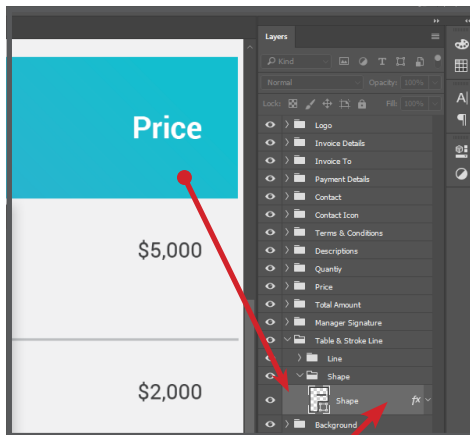 Layers
Kind
Normal Opacity: 100%
Lock: Fill: 100%
Logo
Invoice Details
Invoice To
Payment Details
Contact
Contact Icon
Terms & Conditions
Descriptions
Quantiy
Price
Total Amount
Manager Signature
Table & Stroke Line
Line
Shape
Shape fx
Background
Price
$5,000
$2,000